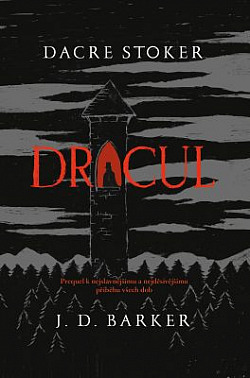 DACRE STOKER
DRACUL
Prequel k nejslavnějšímu a nejděsivějšímu
příběhu všech dob
J. D. BARKER